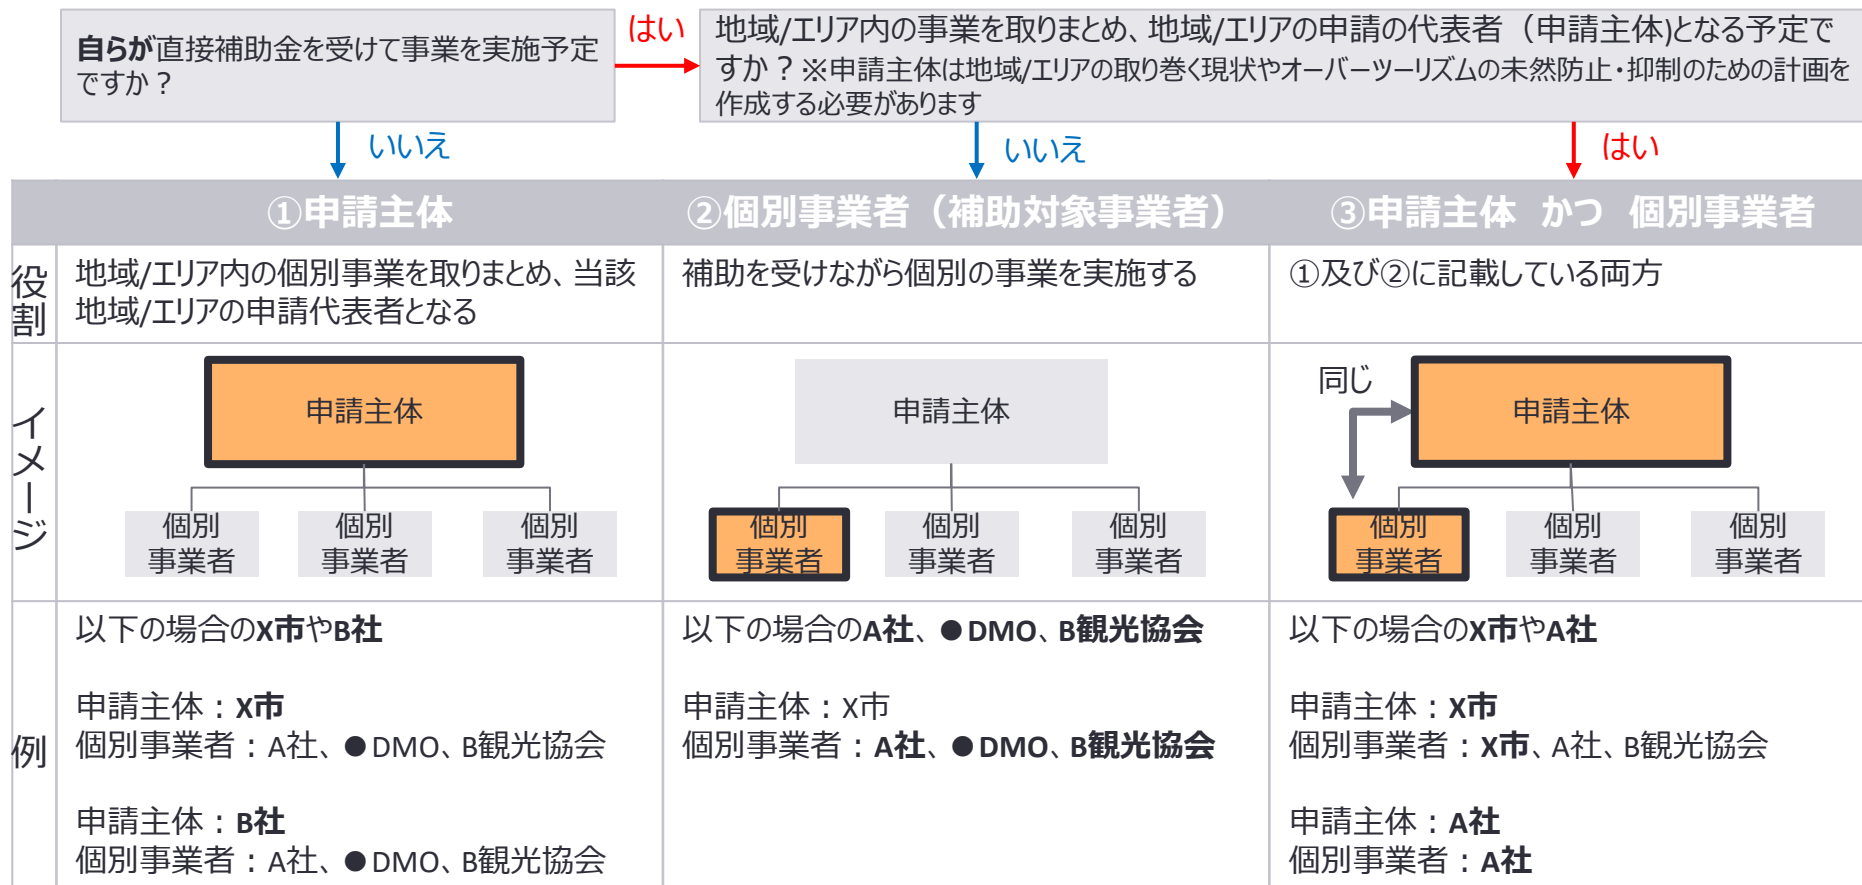 自らが直接補助金を受けて事業を実施予定
ですか？
はい
地域/エリア内の事業を取りまとめ、地域/エリアの申請の代表者（申請主体)となる予定で
すか？※申請主体は地域/エリアの取り巻く現状やオーバーツーリズムの未然防止・抑制のための計画を
作成する必要があります
いいえ
いいえ
はい
①申請主体
②個別事業者（補助対象事業者）
③申請主体 かつ 個別事業者
役割
地域/エリア内の個別事業を取りまとめ、当該
地域/エリアの申請代表者となる
補助を受けながら個別の事業を実施する
①及び②に記載している両方
イメージ
申請主体
個別
事業者
個別
事業者
個別
事業者
申請主体
個別
事業者
個別
事業者
個別
事業者
同じ
申請主体
個別
事業者
個別
事業者
個別
事業者
例
以下の場合のX市やB社
申請主体：X市
個別事業者：A社、●DMO、B観光協会
申請主体：B社
個別事業者：A社、●DMO、B観光協会
以下の場合のA社、●DMO、B観光協会
申請主体：X市
個別事業者：A社、●DMO、B観光協会
以下の場合のX市やA社
申請主体：X市
個別事業者：X市、A社、B観光協会
申請主体：A社
個別事業者：A社